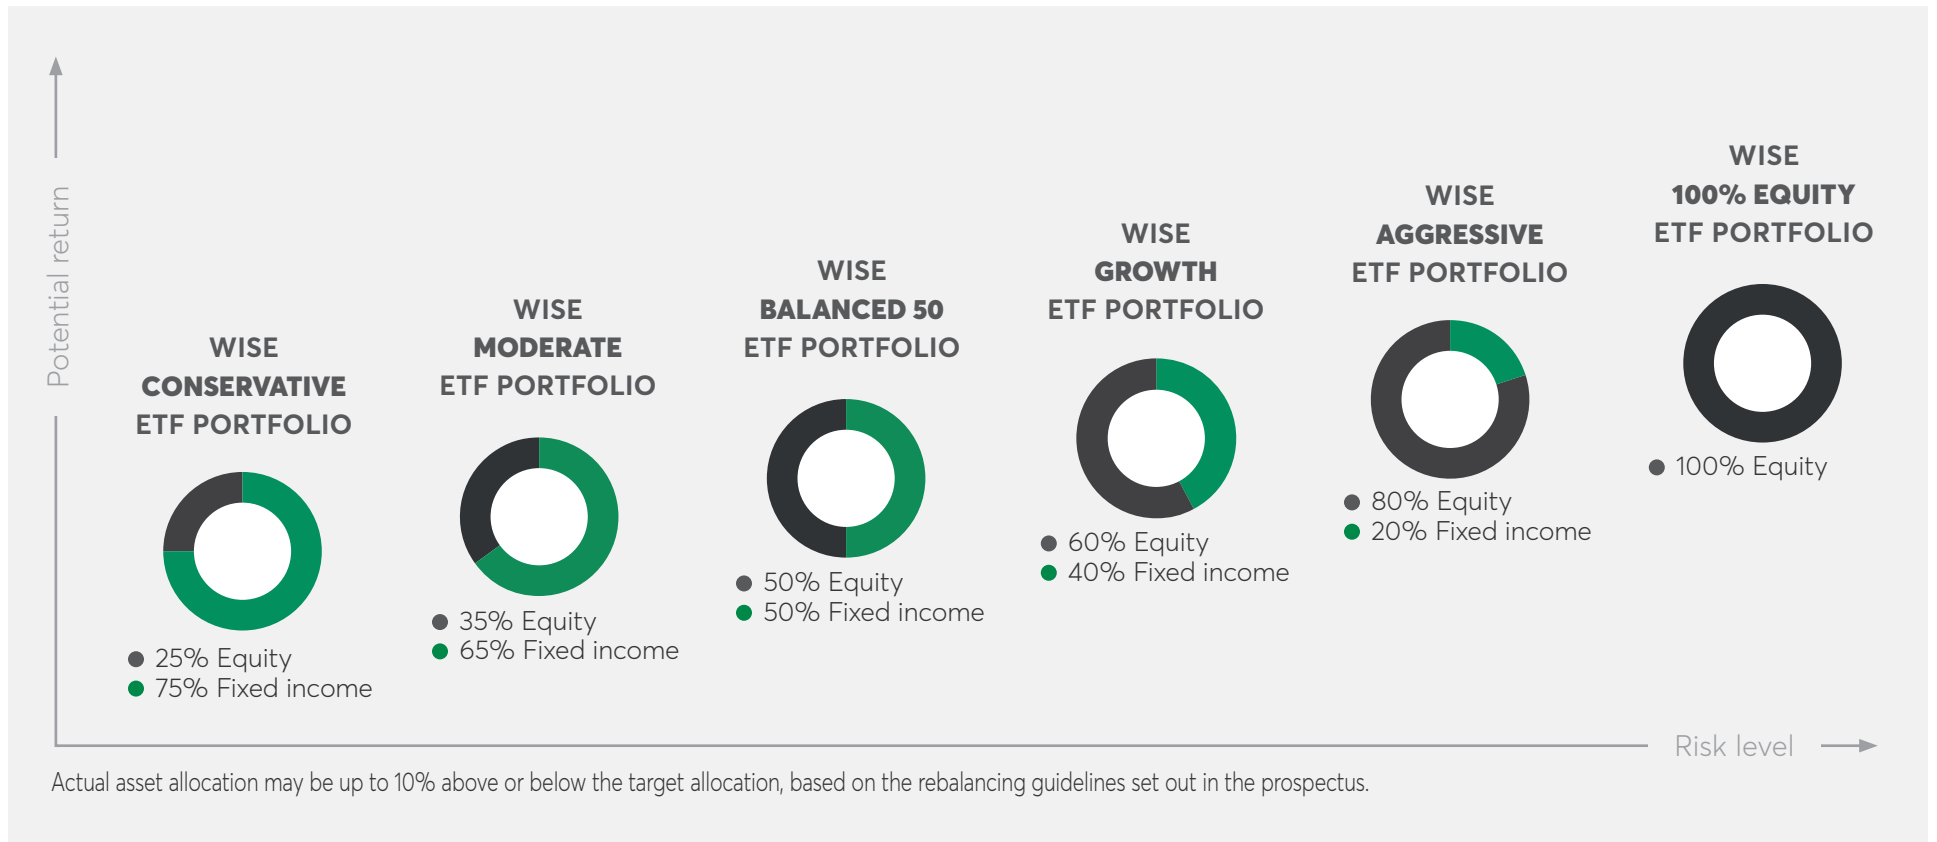 Potential return
WISE
CONSERVATIVE
ETF PORTFOLIO
25% Equity
75% Fixed income
WISE
MODERATE
ETF PORTFOLIO
35% Equity
65% Fixed income
WISE
BALANCED 50
ETF PORTFOLIO
50% Equity
50% Fixed income
WISE
GROWTH
ETF PORTFOLIO
60% Equity
40% Fixed income
WISE
AGGRESSIVE
ETF PORTFOLIO
80% Equity
20% Fixed income
WISE
100% EQUITY
ETF PORTFOLIO
100% Equity
Risk level
Actual asset allocation may be up to 10% above or below the target allocation, based on the rebalancing guidelines set out in the prospectus.